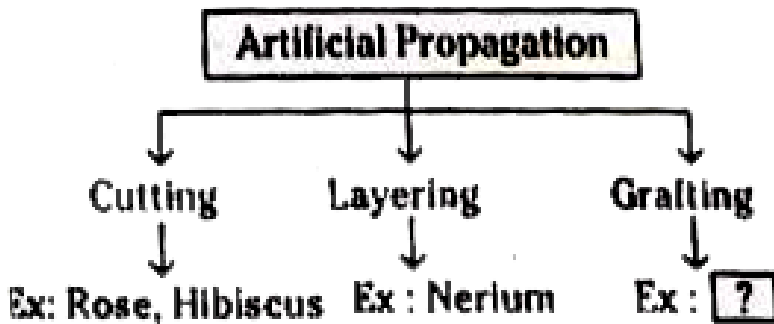 Artificial Propagation
Cutting Layering Grafting
Ex: Rose, Hibiscus Ex : Nerium Ex : ?